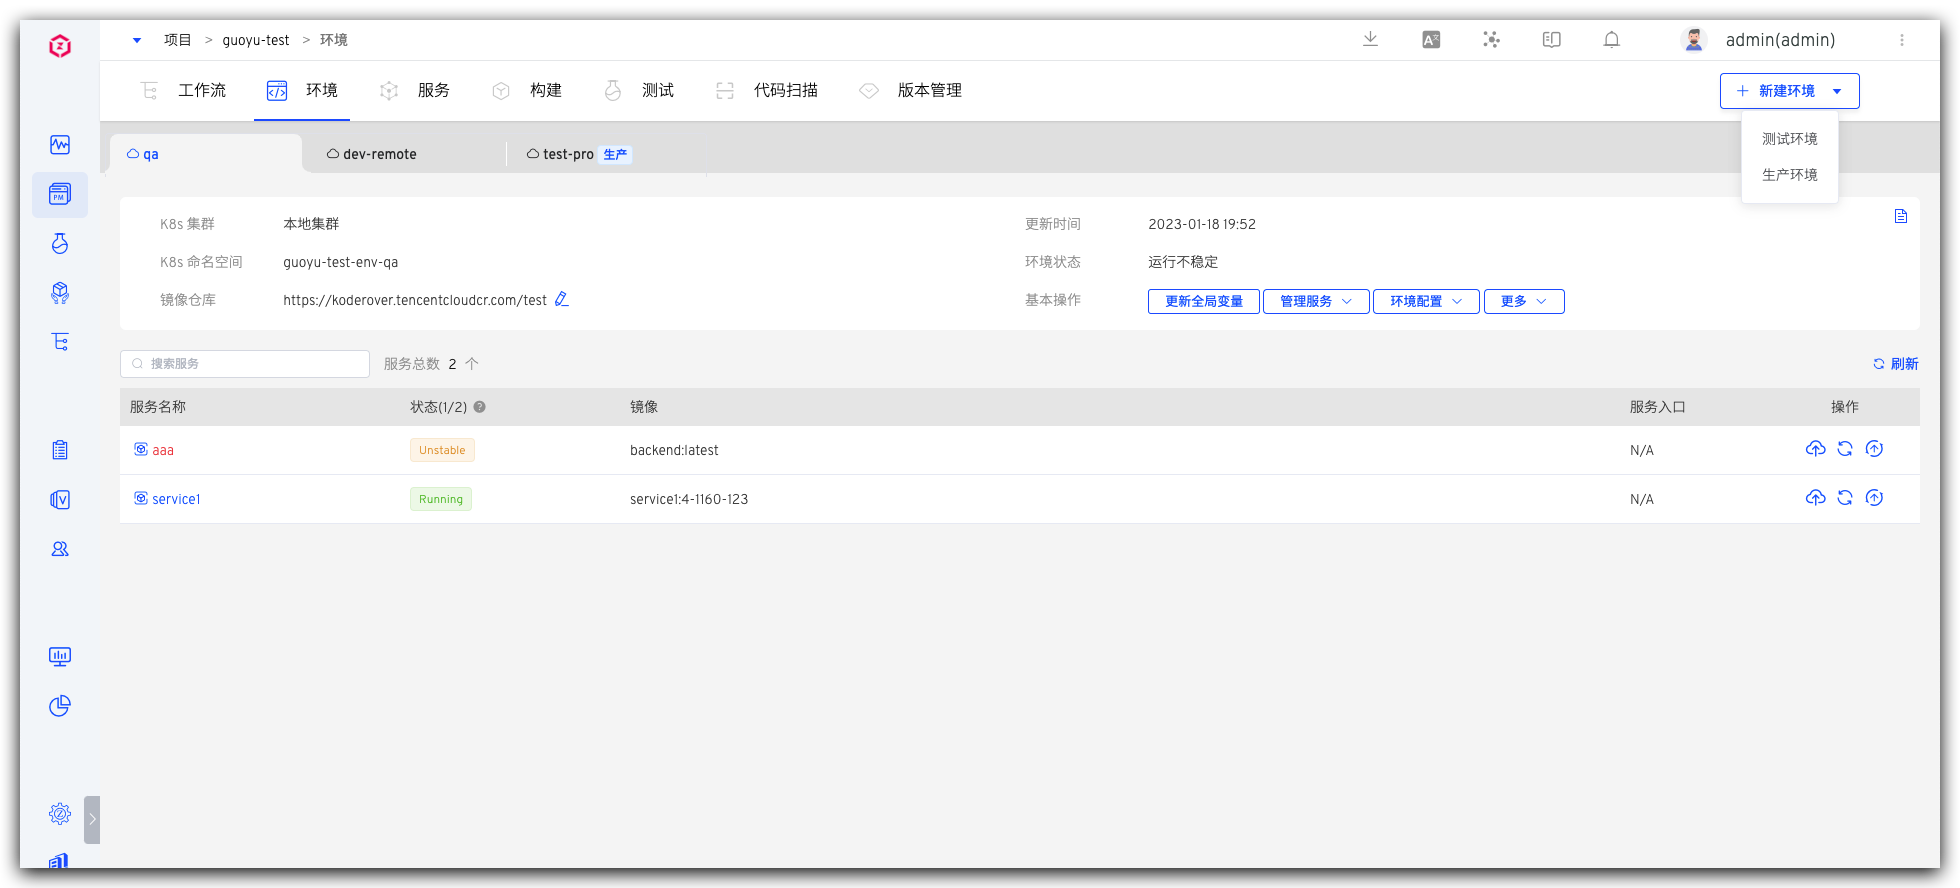 项目 > guoyu-test > 环境
admin(admin)
工作流 环境 服务 构建 测试 代码扫描 版本管理
新建环境
测试环境
生产环境
qa dev-remote test-pro 生产
K8s 集群 本地集群 更新时间 2023-01-18 19:52
K8s 命名空间 guoyu-test-env-qa 环境状态 运行不稳定
镜像仓库 https://koderover.tencentcloudcr.com/test 基本操作 更新全局变量 管理服务 环境配置 更多
搜索服务 服务总数 2 个 刷新
服务名称 状态(1/2) 镜像 服务入口 操作
aaa Unstable backend:latest N/A
service1 Running service1:4-1160-123 N/A